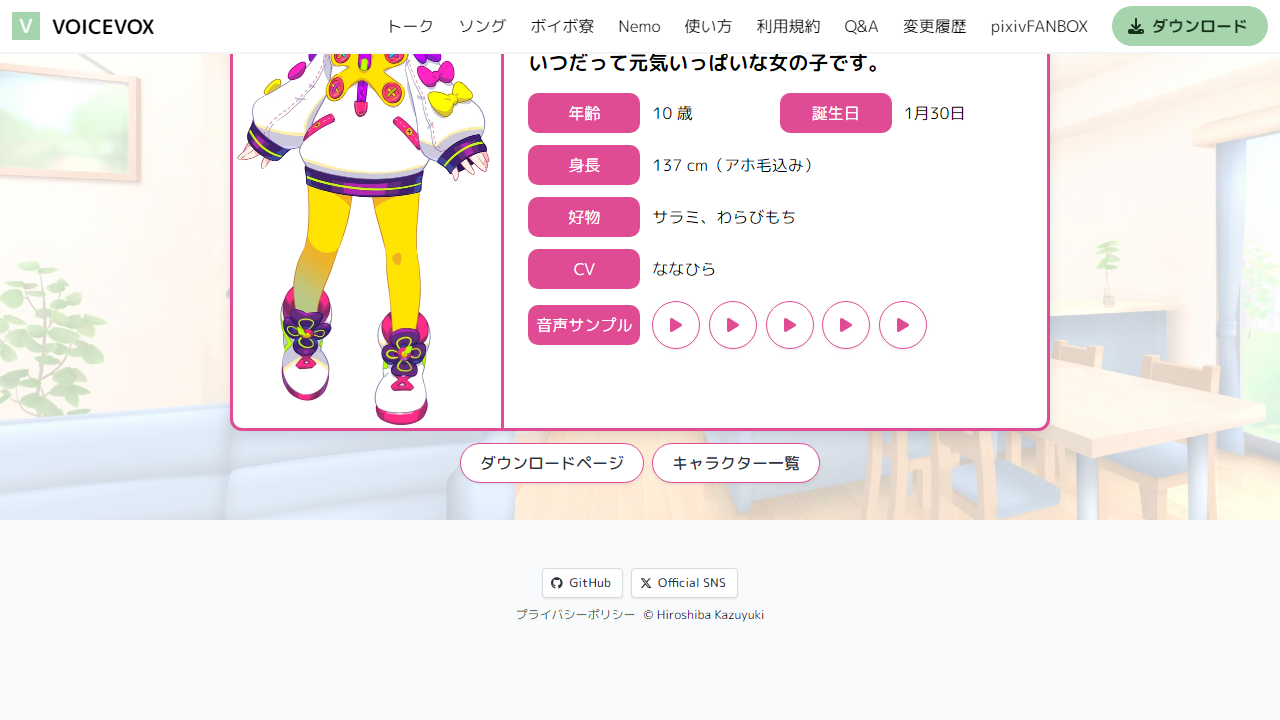 V VOICEVOX トーク ソング ボイボ寮 Nemo 使い方 利用規約 Q&A 変更履歴 pixivFANBOX ダウンロード
いつだって元気いっぱいな女の子です。
年齢 10 歳 誕生日 1月30日
身長 137 cm（アホ毛込み）
好物 サラミ、わらびもち
CV ななひら
音声サンプル
ダウンロードページ キャラクター一覧
GitHub Official SNS
プライバシーポリシー © Hiroshiba Kazuyuki